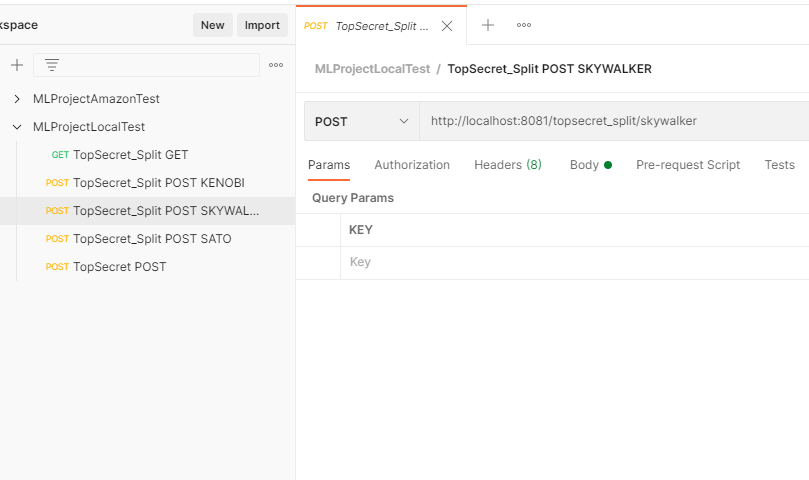 kspace
New
Import
POST TopSecret_Split ...
MLProjectAmazonTest
MLProjectLocalTest
GET TopSecret_Split GET
POST TopSecret_Split POST KENOBI
POST TopSecret_Split POST SKYWAL...
POST TopSecret_Split POST SATO
POST TopSecret POST
MLProjectLocalTest / TopSecret_Split POST SKYWALKER
POST
http://localhost:8081/topsecret_split/skywalker
Params Authorization Headers (8) Body Pre-request Script Tests
Query Params
KEY
Key